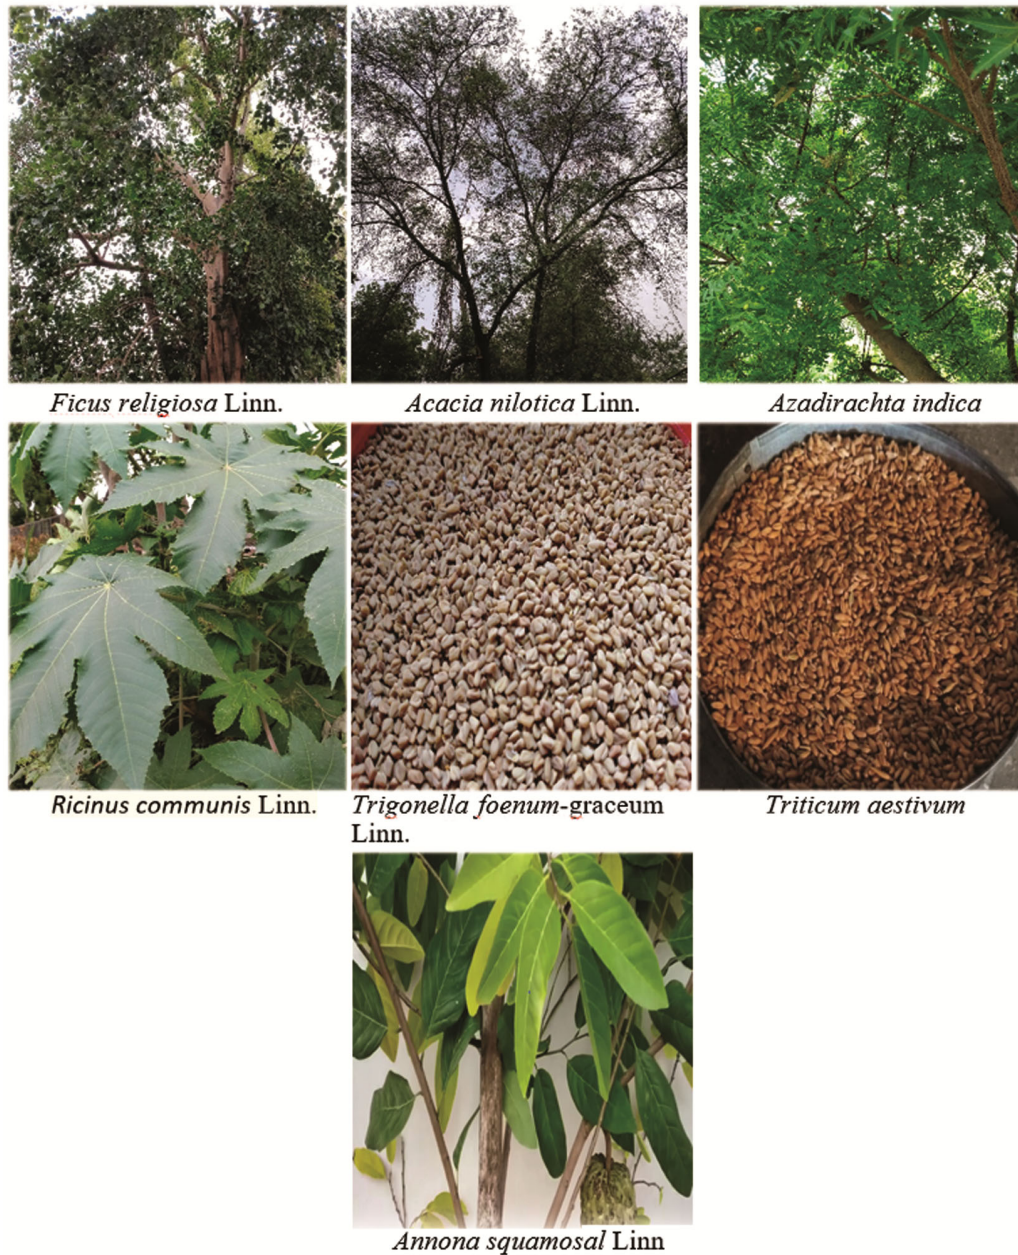 Ficus religiosa Linn.
Acacia nilotica Linn.
Azadirachta indica
Ricinus communis Linn.
Trigonella foenum-graceum
Linn.
Triticum aestivum
Annona squamosal Linn